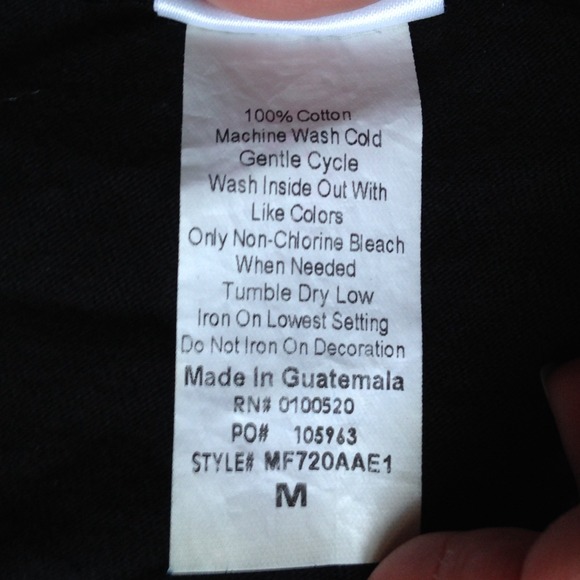 100% Cotton
Machine Wash Cold
Gentle Cycle
Wash Inside Out With
Like Colors
Only Non-Chlorine Bleach
When Needed
Tumble Dry Low
Iron On Lowest Setting
Do Not Iron On Decoration
Made In Guatemala
RN# 0100520
PO# 105963
STYLE# MF720AAE1
M